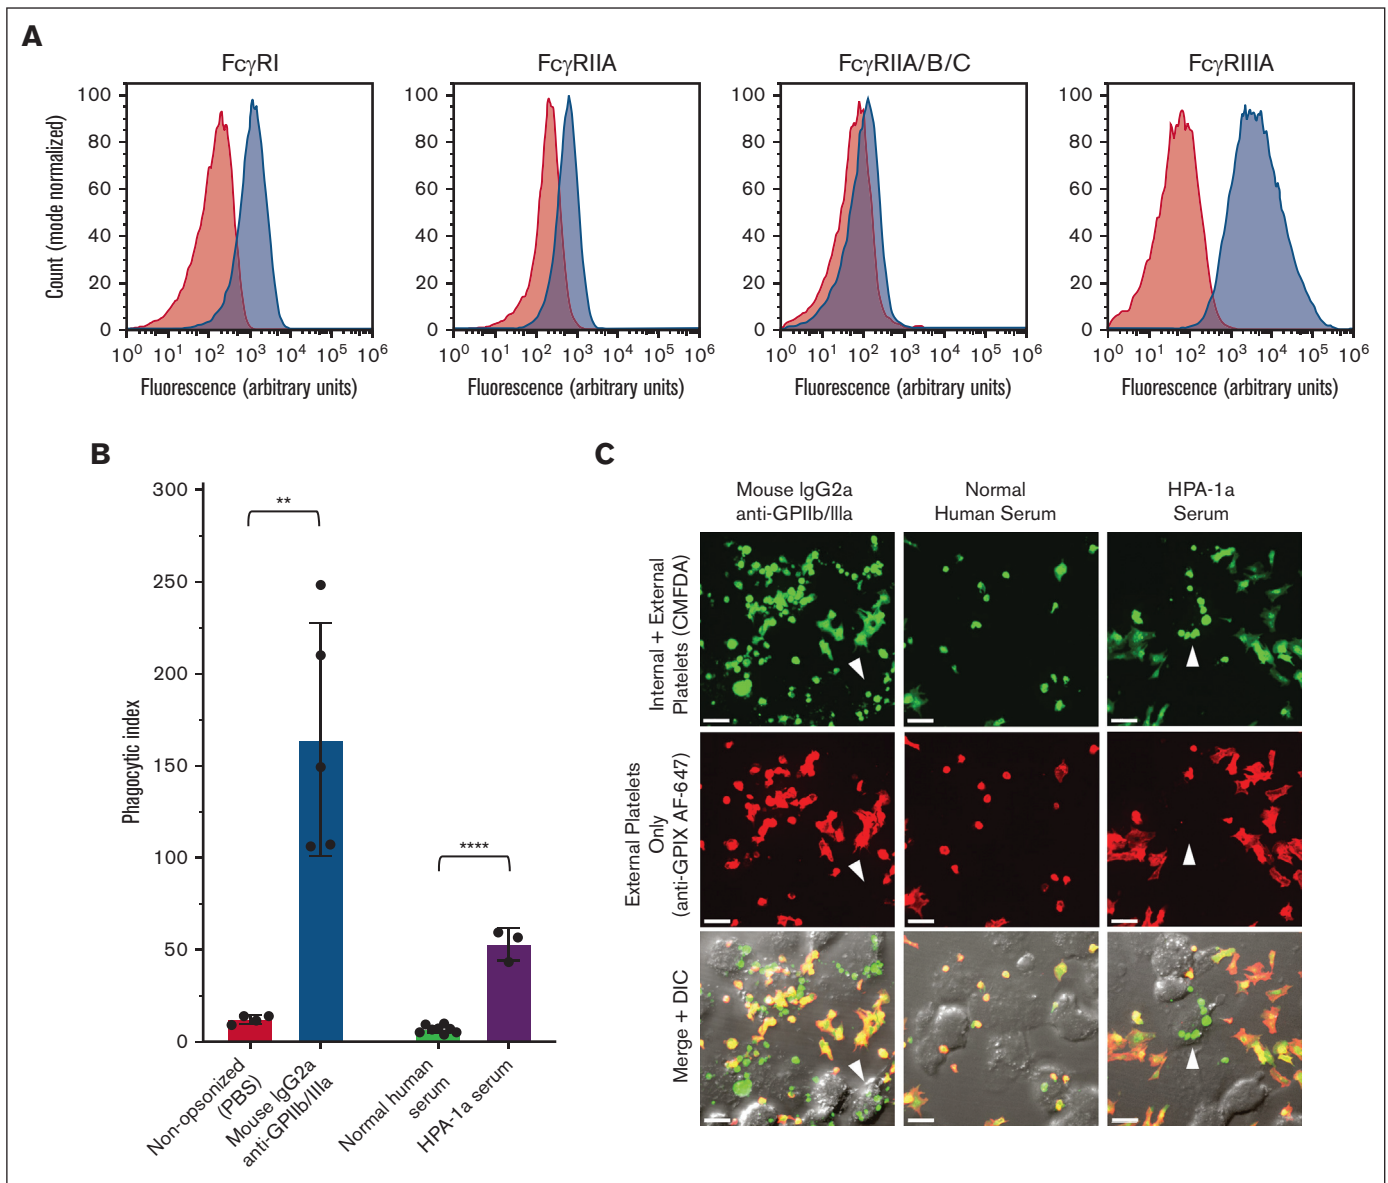 A
FcγRI
FcγRIIA
FcγRIIA/B/C
FcγRIIIA
Count (mode normalized)
100
80
60
40
20
0
100
80
60
40
20
0
100
80
60
40
20
0
100
80
60
40
20
0
10⁰ 10¹ 10² 10³ 10⁴ 10⁵ 10⁶
10⁰ 10¹ 10² 10³ 10⁴ 10⁵ 10⁶
10⁰ 10¹ 10² 10³ 10⁴ 10⁵ 10⁶
10⁰ 10¹ 10² 10³ 10⁴ 10⁵ 10⁶
Fluorescence (arbitrary units)
Fluorescence (arbitrary units)
Fluorescence (arbitrary units)
Fluorescence (arbitrary units)
B
Phagocytic index
300
250
200
150
100
50
0
**
****
Non-opsonized
(PBS)
Mouse IgG2a
anti-GPIIb/IIIa
Normal human
serum
HPA-1a serum
C
Mouse IgG2a
anti-GPIIb/IIIa
Normal
Human Serum
HPA-1a
Serum
Internal + External
Platelets (CMFDA)
External Platelets
Only
(anti-GPIX AF-647)
Merge + DIC